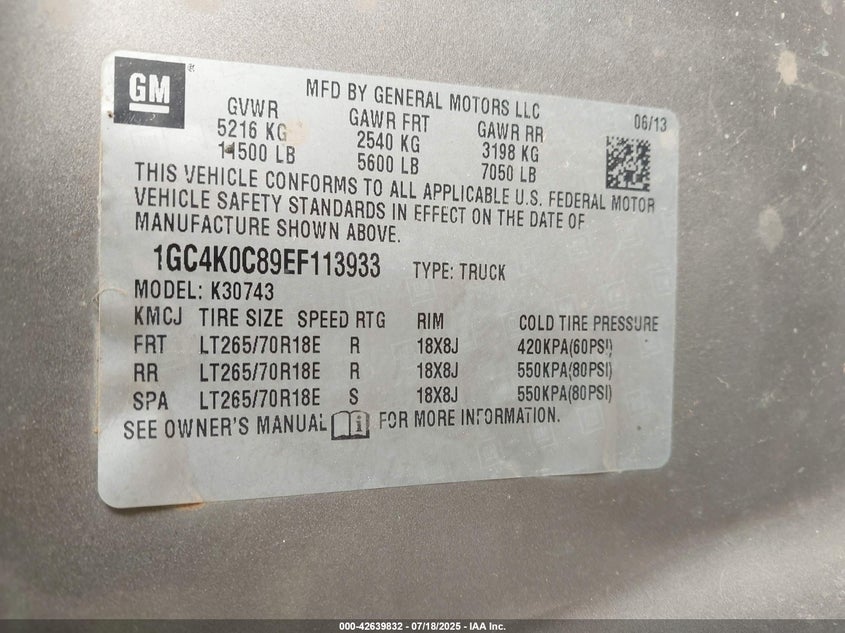 GM
MFD BY GENERAL MOTORS LLC
06/13
GVWR GAWR FRT GAWR RR
5216 KG 2540 KG 3198 KG
11500 LB 5600 LB 7050 LB
THIS VEHICLE CONFORMS TO ALL APPLICABLE U.S. FEDERAL MOTOR
VEHICLE SAFETY STANDARDS IN EFFECT ON THE DATE OF
MANUFACTURE SHOWN ABOVE.
1GC4K0C89EF113933 TYPE: TRUCK
MODEL: K30743
KMCJ TIRE SIZE SPEED RTG RIM COLD TIRE PRESSURE
FRT LT265/70R18E R 18X8J 420KPA(60PSI)
RR LT265/70R18E R 18X8J 550KPA(80PSI)
SPA LT265/70R18E S 18X8J 550KPA(80PSI)
SEE OWNER'S MANUAL i FOR MORE INFORMATION.
000-42639832 - 07/18/2025 - IAA Inc.